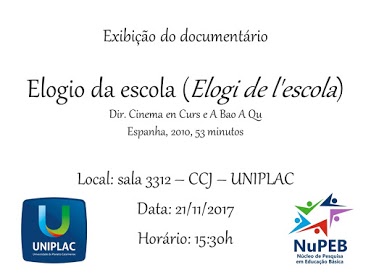 Exibição do documentário
Elogio da escola (Elogi de l'escola)
Dir. Cinema en Curs e A Bao A Qu
Espanha, 2010, 53 minutos
Local: sala 3312 – CCJ – UNIPLAC
Data: 21/11/2017
Horário: 15:30h
UNIPLAC
NuPEB
Núcleo de Pesquisa
em Educação Básica